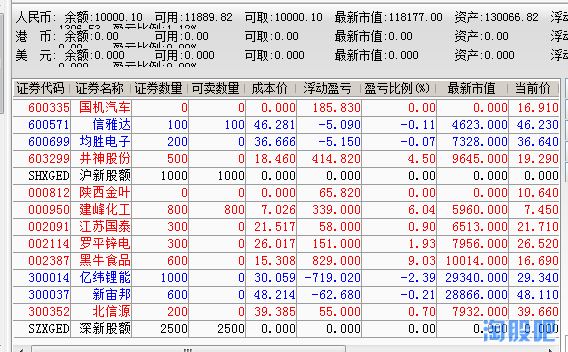 人民币: 余额:10000.10 可用:11889.82 可取:10000.10 最新市值:118177.00 资产:130066.82 浮动
港 币: 余额:0.00 可用:0.00 可取:0.00 最新市值:0.00 资产:0.00 浮动盈亏:0.00
美 元: 余额:0.00 可用:0.00 可取:0.00 最新市值:0.00 资产:0.00 浮动盈亏:0.00
证券代码 证券名称 证券数量 可卖数量 成本价 浮动盈亏 盈亏比例(%) 最新市值 当前价
600335 国机汽车 0 0 0.000 185.830 0.00 0.000 16.910
600571 信雅达 100 100 46.281 -5.090 -0.11 4623.000 46.230
600699 均胜电子 200 200 36.666 -5.150 -0.07 7328.000 36.640
603299 井神股份 500 0 18.460 414.820 4.50 9645.000 19.290
SHXGED 沪新股额 1000 1000 0.000 0.000 0.00 0.000 0.000
000812 陕西金叶 0 0 0.000 65.820 0.00 0.000 10.640
000950 建峰化工 800 800 7.026 339.000 6.04 5960.000 7.450
002091 江苏国泰 300 0 21.517 58.000 0.90 6513.000 21.710
002114 罗平锌电 300 0 26.017 151.000 1.93 7956.000 26.520
002387 黑牛食品 600 0 15.308 829.000 9.03 10014.000 16.690
300014 亿纬锂能 1000 0 30.059 -719.020 -2.39 29340.000 29.340
300037 新宙邦 600 0 48.214 -62.680 -0.21 28866.000 48.110
300352 北信源 200 0 39.385 55.000 0.70 7932.000 39.660
SZXGED 深新股额 2500 2500 0.000 0.000 0.00 0.000 0.000
淘股吧